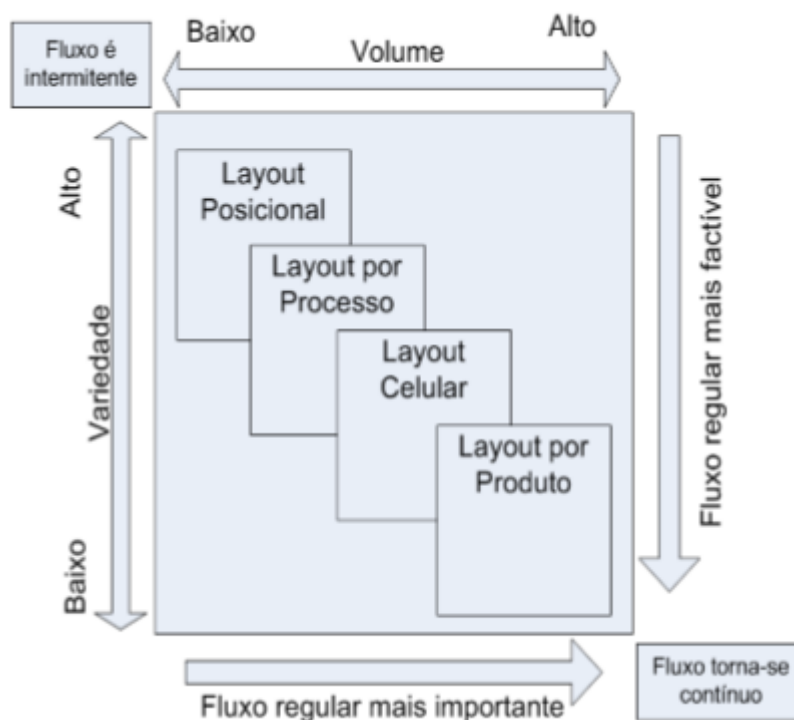 Baixo
Alto
Fluxo é
intermitente
Volume
Alto
Variedade
Baixo
Layout
Posicional
Layout por
Processo
Layout
Celular
Layout por
Produto
Fluxo regular mais factível
Fluxo regular mais importante
Fluxo torna-se
contínuo